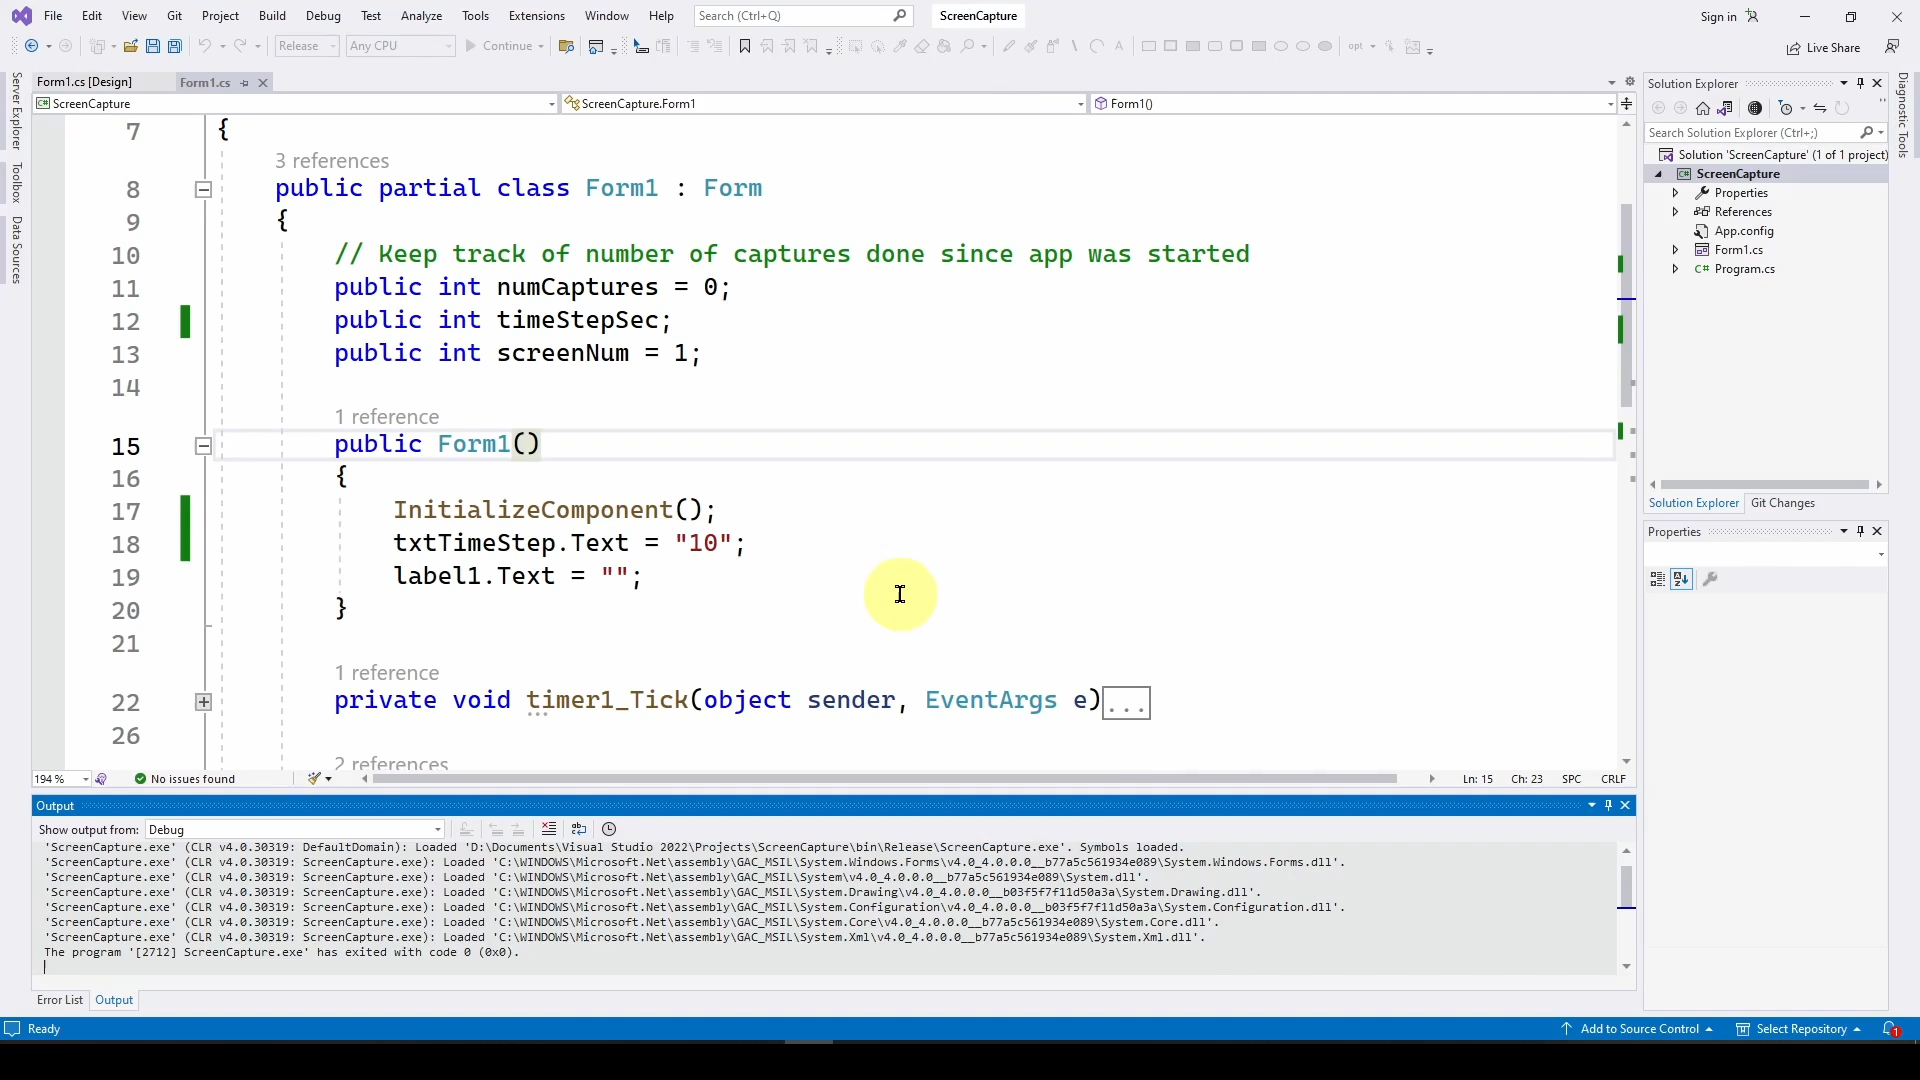 File Edit View Git Project Build Debug Test Analyze Tools Extensions Window Help Search (Ctrl+Q) ScreenCapture Sign in
Release Any CPU Continue opt Live Share
Form1.cs [Design] Form1.cs
ScreenCapture ScreenCapture.Form1 Form1()
7 {
3 references
8 public partial class Form1 : Form
9 {
10 // Keep track of number of captures done since app was started
11 public int numCaptures = 0;
12 public int timeStepSec;
13 public int screenNum = 1;
14
1 reference
15 public Form1()
16 {
17 InitializeComponent();
18 txtTimeStep.Text = "10";
19 label1.Text = "";
20 }
21
1 reference
22 private void timer1_Tick(object sender, EventArgs e)...
26
2 references
194 % No issues found Ln: 15 Ch: 23 SPC CRLF
Output
Show output from: Debug
'ScreenCapture.exe' (CLR v4.0.30319: DefaultDomain): Loaded 'D:\Documents\Visual Studio 2022\Projects\ScreenCapture\bin\Release\ScreenCapture.exe'. Symbols loaded.
'ScreenCapture.exe' (CLR v4.0.30319: ScreenCapture.exe): Loaded 'C:\WINDOWS\Microsoft.Net\assembly\GAC_MSIL\System.Windows.Forms\v4.0_4.0.0.0__b77a5c561934e089\System.Windows.Forms.dll'.
'ScreenCapture.exe' (CLR v4.0.30319: ScreenCapture.exe): Loaded 'C:\WINDOWS\Microsoft.Net\assembly\GAC_MSIL\System\v4.0_4.0.0.0__b77a5c561934e089\System.dll'.
'ScreenCapture.exe' (CLR v4.0.30319: ScreenCapture.exe): Loaded 'C:\WINDOWS\Microsoft.Net\assembly\GAC_MSIL\System.Drawing\v4.0_4.0.0.0__b03f5f7f11d50a3a\System.Drawing.dll'.
'ScreenCapture.exe' (CLR v4.0.30319: ScreenCapture.exe): Loaded 'C:\WINDOWS\Microsoft.Net\assembly\GAC_MSIL\System.Configuration\v4.0_4.0.0.0__b03f5f7f11d50a3a\System.Configuration.dll'.
'ScreenCapture.exe' (CLR v4.0.30319: ScreenCapture.exe): Loaded 'C:\WINDOWS\Microsoft.Net\assembly\GAC_MSIL\System.Core\v4.0_4.0.0.0__b77a5c561934e089\System.Core.dll'.
'ScreenCapture.exe' (CLR v4.0.30319: ScreenCapture.exe): Loaded 'C:\WINDOWS\Microsoft.Net\assembly\GAC_MSIL\System.Xml\v4.0_4.0.0.0__b77a5c561934e089\System.Xml.dll'.
The program '[2712] ScreenCapture.exe' has exited with code 0 (0x0).
Error List Output
Ready Add to Source Control Select Repository 1
Server Explorer
Toolbox
Data Sources
Solution Explorer
Search Solution Explorer (Ctrl+;)
Solution 'ScreenCapture' (1 of 1 project)
C# ScreenCapture
Properties
References
App.config
Form1.cs
C# Program.cs
Solution Explorer Git Changes
Properties
Diagnostic Tools